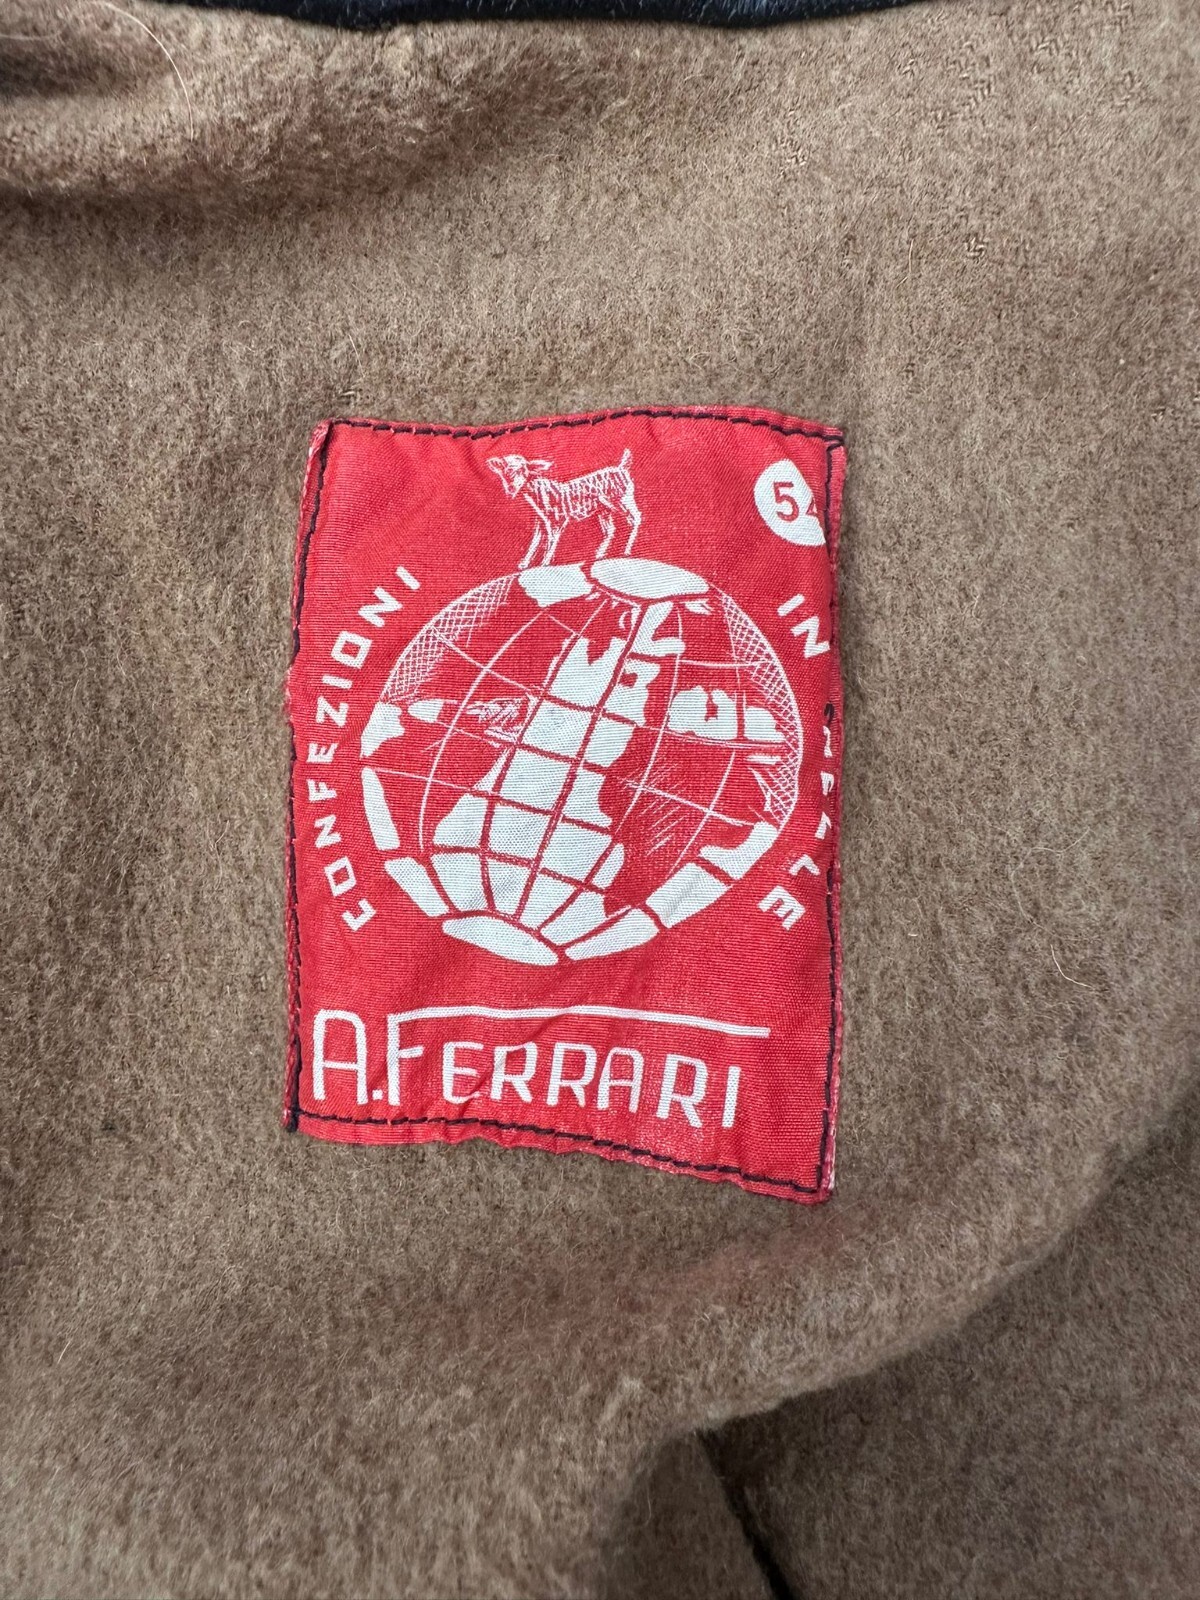 54
CONFEZIONI
IN PELLE
A.FERRARI